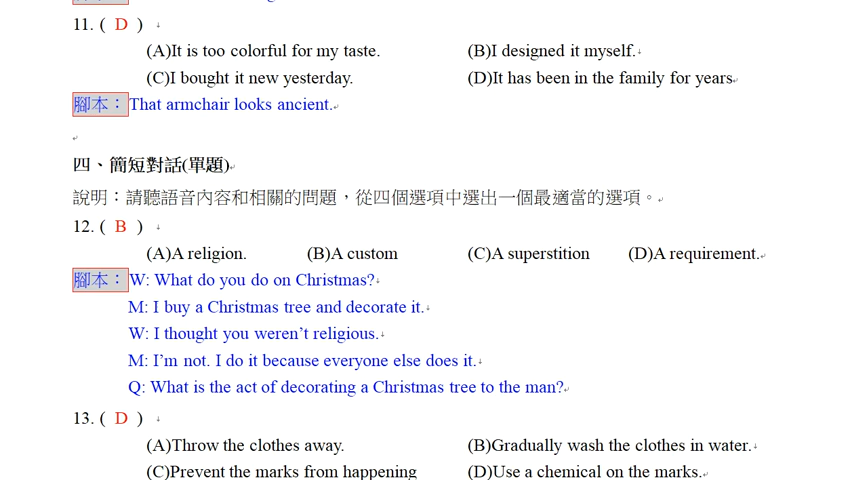 11. ( D )
(A)It is too colorful for my taste. (B)I designed it myself.
(C)I bought it new yesterday. (D)It has been in the family for years
腳本：That armchair looks ancient.
四、簡短對話(單題)
說明：請聽語音內容和相關的問題，從四個選項中選出一個最適當的選項。
12. ( B )
(A)A religion. (B)A custom (C)A superstition (D)A requirement.
腳本：W: What do you do on Christmas?
M: I buy a Christmas tree and decorate it.
W: I thought you weren’t religious.
M: I’m not. I do it because everyone else does it.
Q: What is the act of decorating a Christmas tree to the man?
13. ( D )
(A)Throw the clothes away. (B)Gradually wash the clothes in water.
(C)Prevent the marks from happening (D)Use a chemical on the marks.